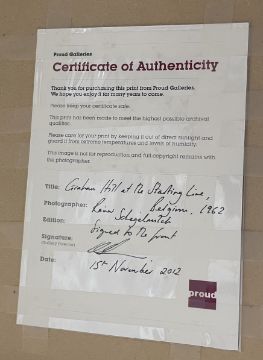 Proud Galleries
Certificate of Authenticity
Thank you for purchasing this print from Proud Galleries.
We hope you enjoy it for many years to come.
Please keep your certificate safe.
This print has been made to meet the highest possible archival
qualities.
Please care for your print by keeping it out of direct sunlight and
guard it from extreme temperatures and levels of humidity.
This image is not for reproduction and full copyright remains with
the photographer.
Title: Graham Hill at the Starting Line,
Belgium, 1962
Photographer: Rainer Schlegelmilch
Edition: Signed to the front
Signature:
(Gallery Director)
Date: 15th November 2012
proud